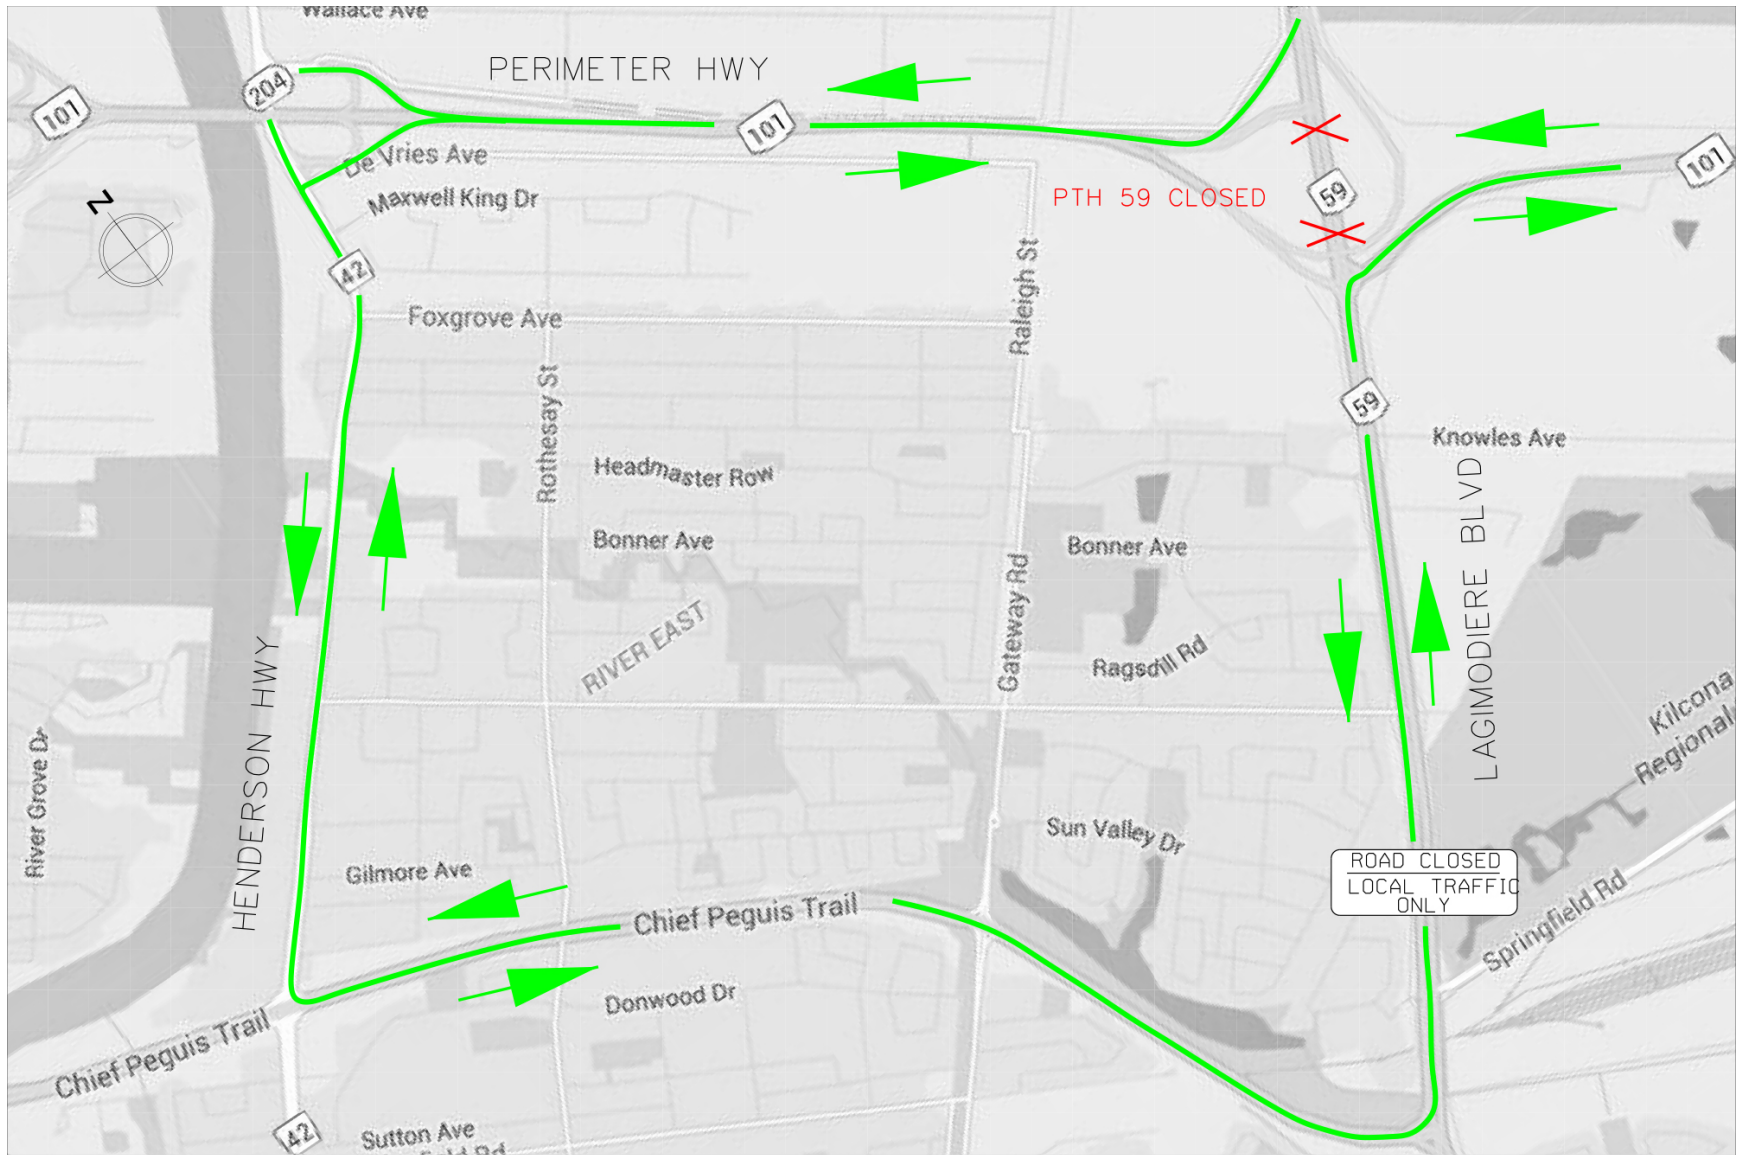 Wallace Ave
PERIMETER HWY
204
101
101
101
De Vries Ave
Maxwell King Dr
N
PTH 59 CLOSED
59
42
Foxgrove Ave
Raleigh St
Rothesay St
59
Knowles Ave
Headmaster Row
Bonner Ave
Bonner Ave
LAGIMODIERE BLVD
Gateway Rd
RIVER EAST
Ragsdill Rd
Kilcona
Regional
HENDERSON HWY
River Grove Dr
Sun Valley Dr
Gilmore Ave
ROAD CLOSED
LOCAL TRAFFIC
ONLY
Chief Peguis Trail
Springfield Rd
Donwood Dr
Chief Peguis Trail
42
Sutton Ave